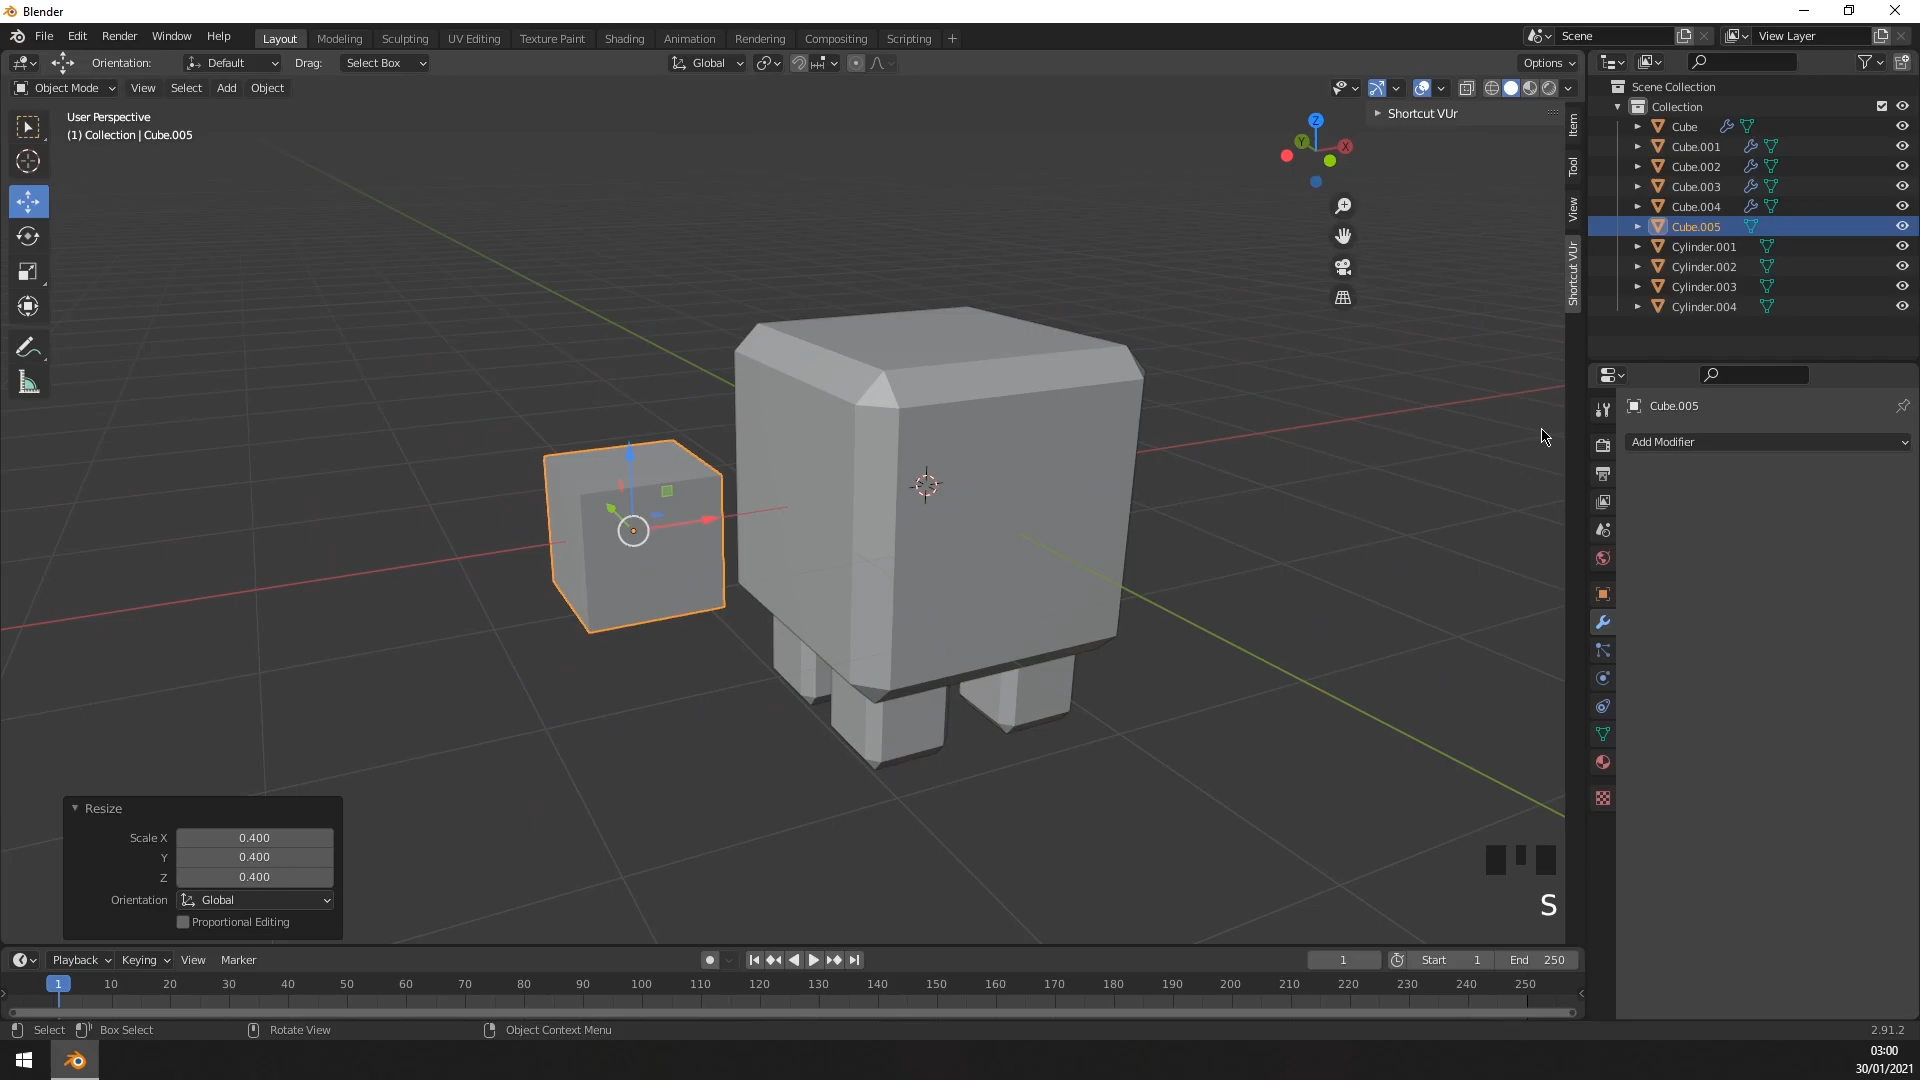 Blender
File Edit Render Window Help
Layout Modeling Sculpting UV Editing Texture Paint Shading Animation Rendering Compositing Scripting +
Scene
View Layer
Orientation: Default Drag: Select Box
Global
Options
Object Mode View Select Add Object
User Perspective
(1) Collection | Cube.005
Z
Y
X
Shortcut VUr
Item
Tool
View
Shortcut VUr
Scene Collection
Collection
Cube
Cube.001
Cube.002
Cube.003
Cube.004
Cube.005
Cylinder.001
Cylinder.002
Cylinder.003
Cylinder.004
Cube.005
Add Modifier
Resize
Scale X 0.400
Y 0.400
Z 0.400
Orientation Global
Proportional Editing
S
Playback Keying View Marker
1
Start 1
End 250
1 10 20 30 40 50 60 70 80 90 100 110 120 130 140 150 160 170 180 190 200 210 220 230 240 250
Select Box Select Rotate View Object Context Menu
2.91.2
03:00
30/01/2021